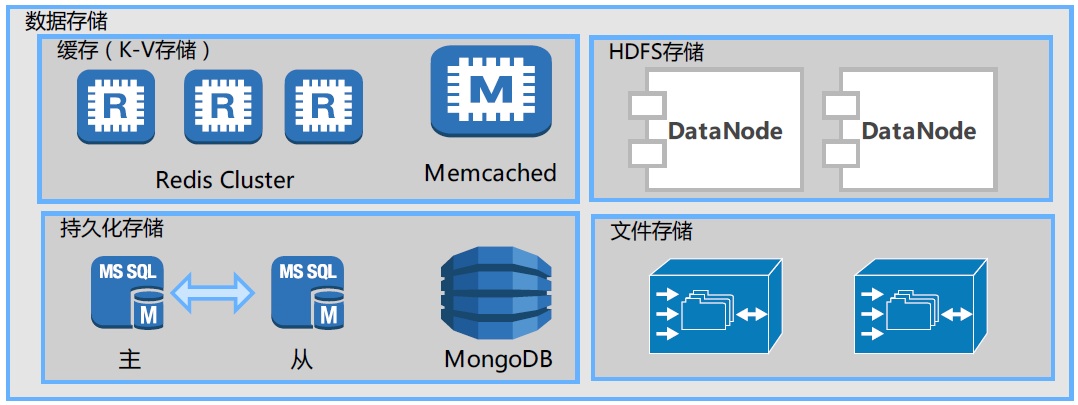 数据存储
缓存（K-V存储）
R
R
R
M
Redis Cluster
Memcached
HDFS存储
DataNode
DataNode
持久化存储
MS SQL
M
MS SQL
M
主
从
MongoDB
文件存储